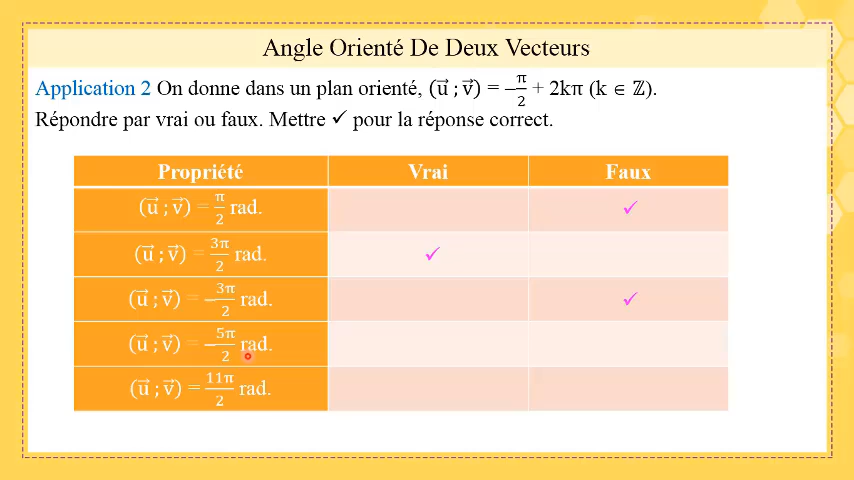 Angle Orienté De Deux Vecteurs
Application 2 On donne dans un plan orienté, (u⃗ ; v⃗) = −π/2 + 2kπ (k ∈ ℤ).
Répondre par vrai ou faux. Mettre ✓ pour la réponse correct.
Propriété Vrai Faux
(u⃗ ; v⃗) = π/2 rad. ✓
(u⃗ ; v⃗) = 3π/2 rad. ✓
(u⃗ ; v⃗) = −3π/2 rad. ✓
(u⃗ ; v⃗) = −5π/2 rad.
(u⃗ ; v⃗) = 11π/2 rad.